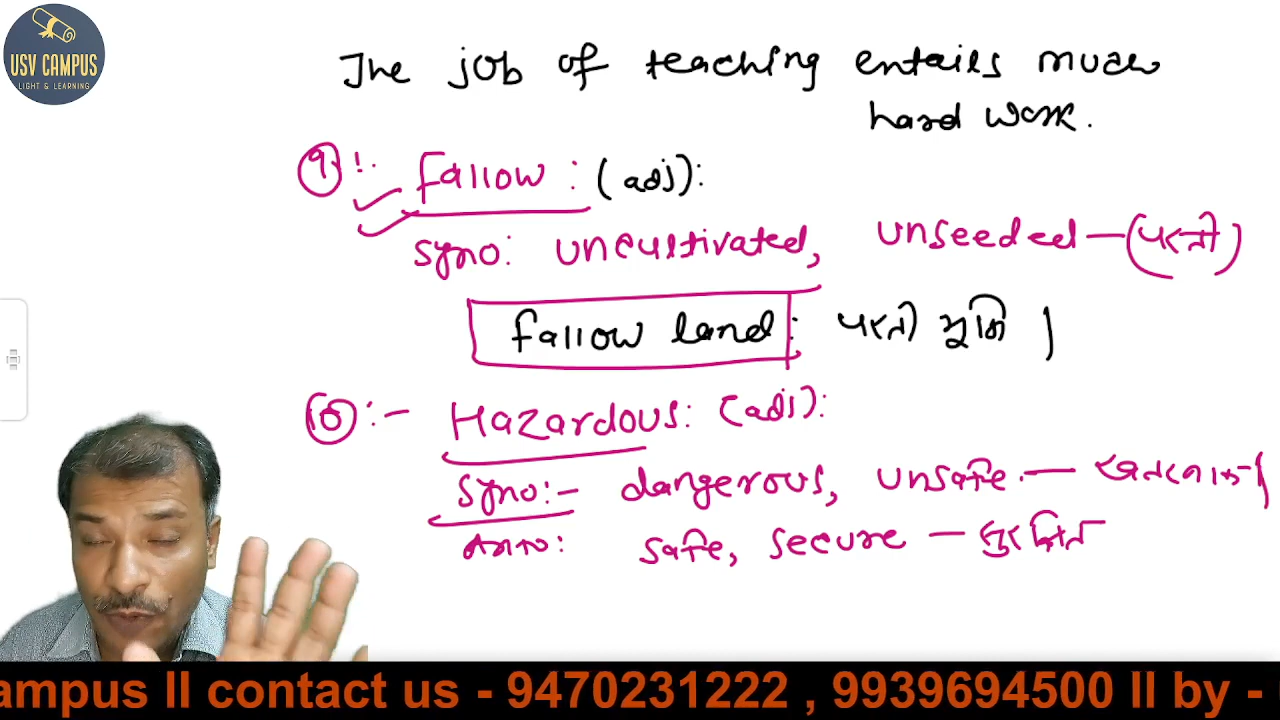 USV CAMPUS
LIGHT & LEARNING
The job of teaching entails much
hard work.
9 !. Fallow : (adj):
syno: uncultivated, unseeded — (परती)
fallow land : परती भूमि |
10 :- Hazardous: (adj):
syno:- dangerous, unsafe. — खतरनाक |
Anto: safe, secure — सुरक्षित
ampus II contact us - 9470231222 , 9939694500 II by -